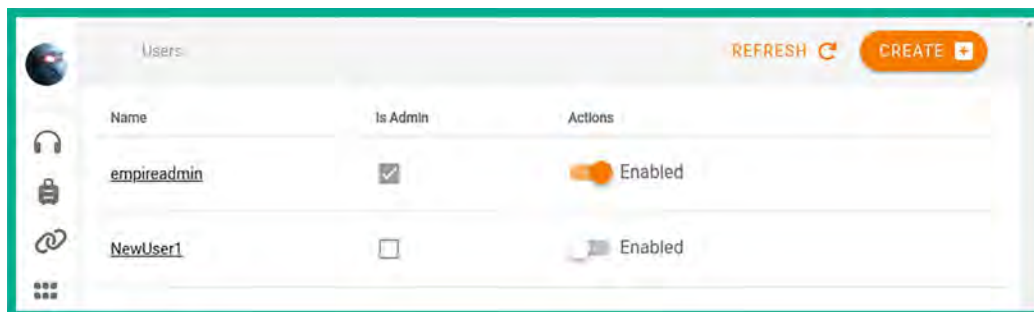 Users
REFRESH CREATE
Name Is Admin Actions
empireadmin Enabled
NewUser1 Enabled